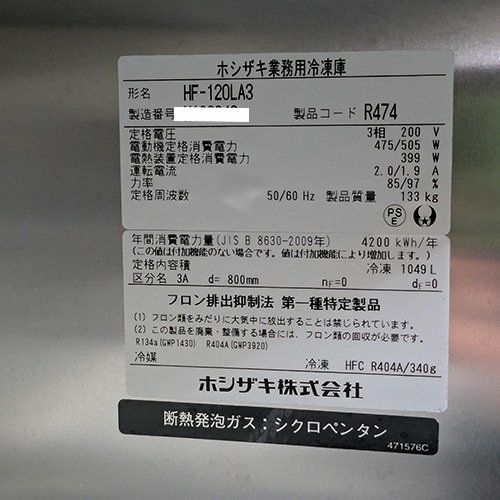 ホシザキ業務用冷凍庫
形名 HF-120LA3
製造番号 製品コード R474
定格電圧 3相 200 V
電動機定格消費電力 475/505 W
電熱装置定格消費電力 399 W
運転電流 2.0/1.9 A
力率 85/97 %
定格周波数 50/60 Hz 製品質量 133 kg
PSE
年間消費電力量(JIS B 8630-2009年) 4200 kWh/年
(この値は付加機能のない場合です。この値は付加機能により増加します。)
定格内容積 冷凍 1049 L
区分名 3A d= 800mm nF=0 dF=0
フロン排出抑制法 第一種特定製品
(1) フロン類をみだりに大気中に放出することは禁じられています。
(2) この製品を廃棄・整備する場合には、フロン類の回収が必要です。
R134a(GWP1430) R404A(GWP3920)
冷媒 冷凍 HFC R404A/340g
ホシザキ株式会社
断熱発泡ガス:シクロペンタン
471576C